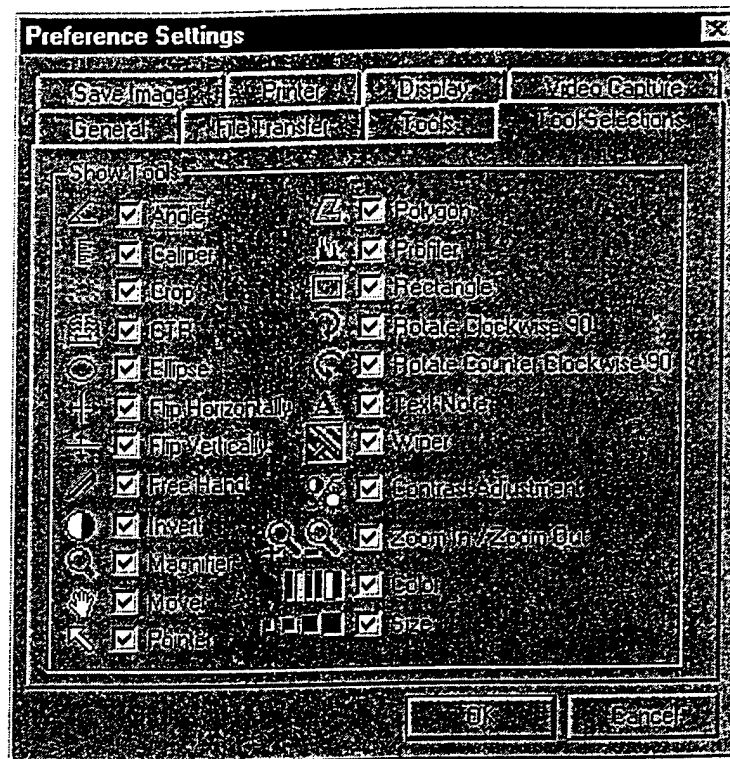 Preference Settings
Save Image Printer Display Video Capture
General File Transfer Tools Tool Selections
Show Tools
Angle Polygon
Caliper Profiler
Crop Rectangle
CTR Rotate Clockwise 90
Ellipse Rotate Counter Clockwise 90
Flip Horizontally Text Note
Flip Vertically Wiper
Free Hand Contrast Adjustment
Invert Zoom In / Zoom Out
Magnifier Color
Mover Size
Pointer
OK Cancel